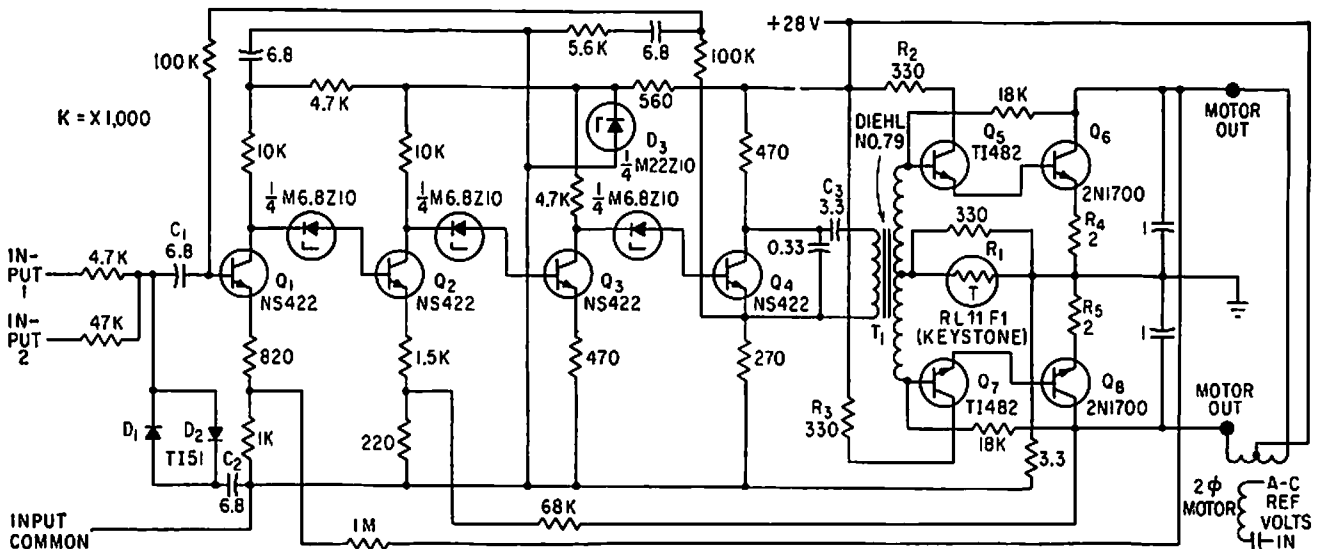 +28V
5.6K
6.8
100K
6.8
100K
R2
330
4.7K
560
18K
MOTOR
OUT
K = X 1,000
DIEHL
NO.79
Q5
TI482
Q6
D3
1/4 M22Z10
10K
10K
470
2N1700
1/4 M6.8Z10
1/4 M6.8Z10
4.7K
1/4 M6.8Z10
C3
3.3
330
R4
2
1
C1
6.8
0.33
R1
IN-
PUT
1
4.7K
Q1
NS422
Q2
NS422
Q3
NS422
Q4
NS422
T
IN-
PUT
2
47K
T1
RL11F1
(KEYSTONE)
R5
2
1
820
1.5K
470
270
Q7
TI482
Q8
2N1700
MOTOR
OUT
D1
D2
TI51
1K
R3
330
220
18K
C2
6.8
3.3
2φ
MOTOR
A-C
REF
VOLTS
IN
68K
INPUT
COMMON
1M